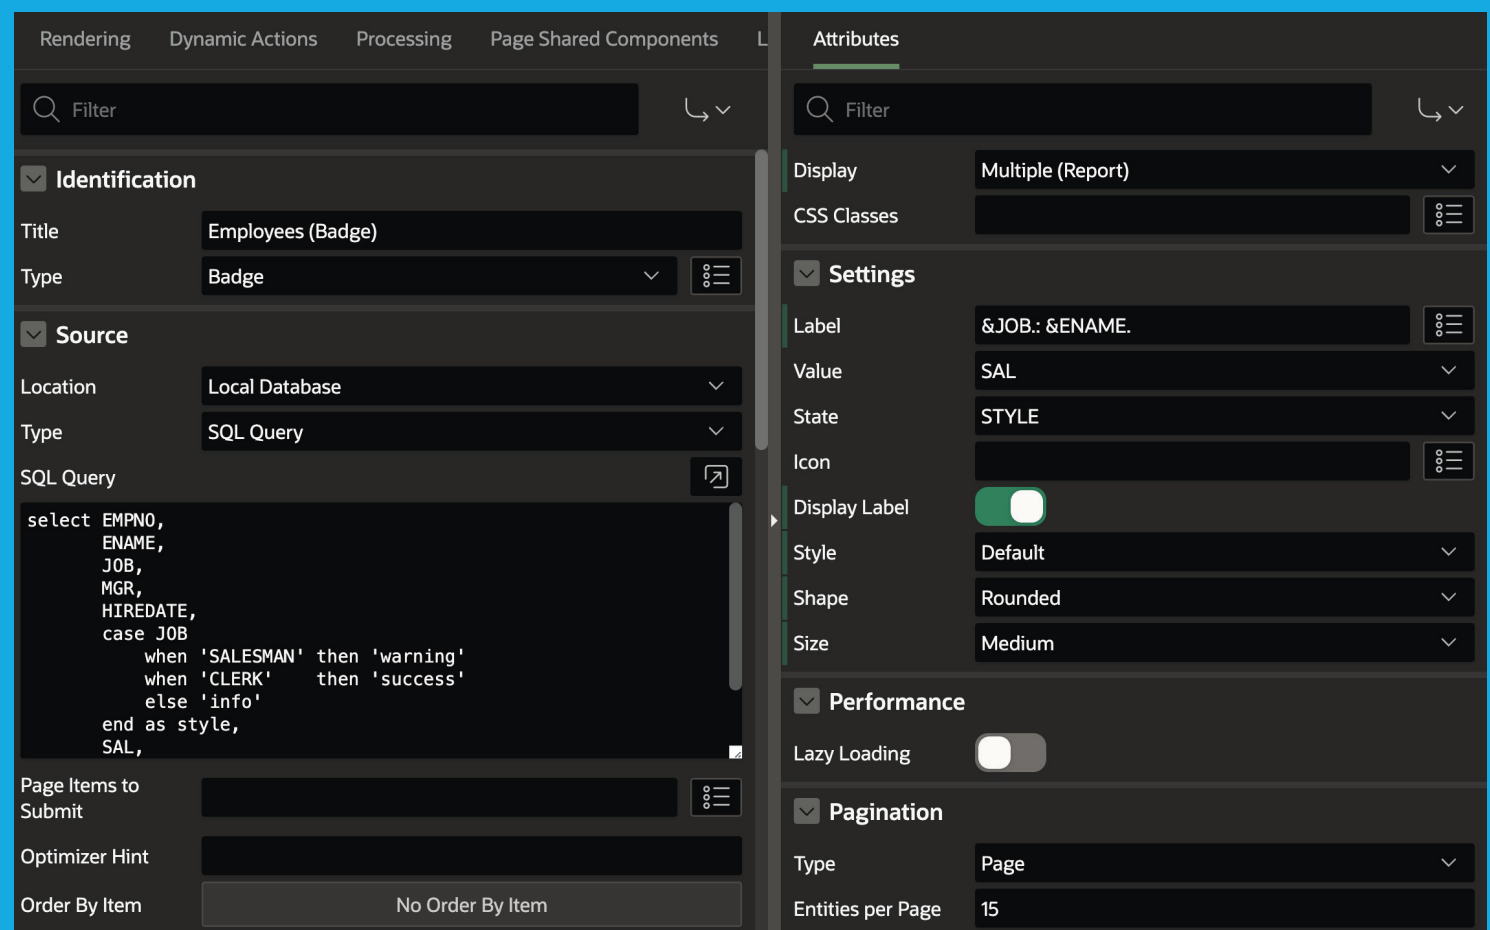 Rendering Dynamic Actions Processing Page Shared Components L
Filter
Identification
Title Employees (Badge)
Type Badge
Source
Location Local Database
Type SQL Query
SQL Query
select EMPNO,
ENAME,
JOB,
MGR,
HIREDATE,
case JOB
when 'SALESMAN' then 'warning'
when 'CLERK' then 'success'
else 'info'
end as style,
SAL,
Page Items to
Submit
Optimizer Hint
Order By Item No Order By Item
Attributes
Filter
Display Multiple (Report)
CSS Classes
Settings
Label &JOB.: &ENAME.
Value SAL
State STYLE
Icon
Display Label
Style Default
Shape Rounded
Size Medium
Performance
Lazy Loading
Pagination
Type Page
Entities per Page 15